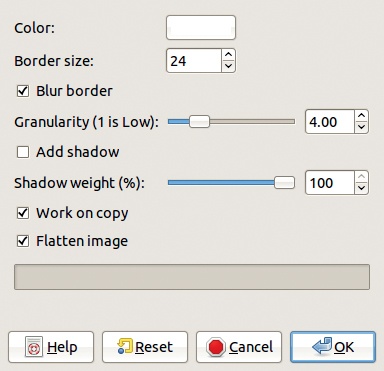 Color:
Border size: 24
Blur border
Granularity (1 is Low): 4.00
Add shadow
Shadow weight (%): 100
Work on copy
Flatten image
Help Reset Cancel OK